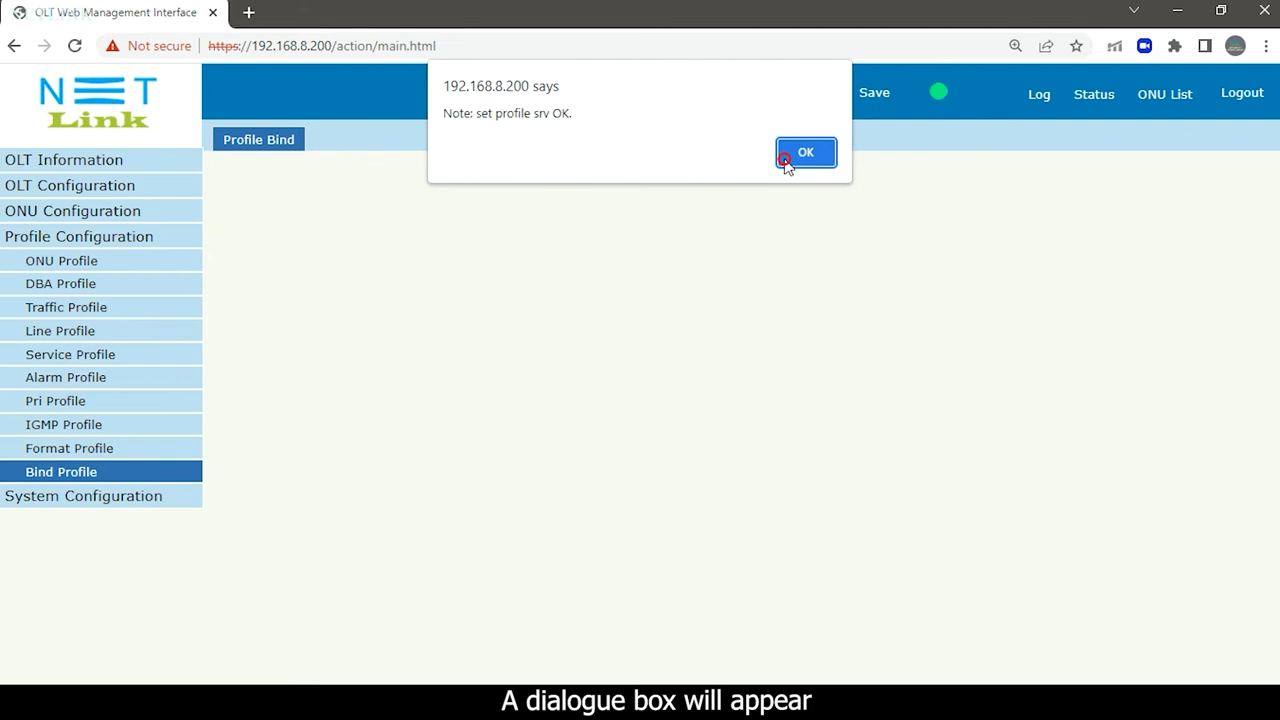 OLT Web Management Interface
Not secure
https://192.168.8.200/action/main.html
NET
Link
192.168.8.200 says
Note: set profile srv OK.
OK
Save
Log
Status
ONU List
Logout
Profile Bind
OLT Information
OLT Configuration
ONU Configuration
Profile Configuration
ONU Profile
DBA Profile
Traffic Profile
Line Profile
Service Profile
Alarm Profile
Pri Profile
IGMP Profile
Format Profile
Bind Profile
System Configuration
A dialogue box will appear